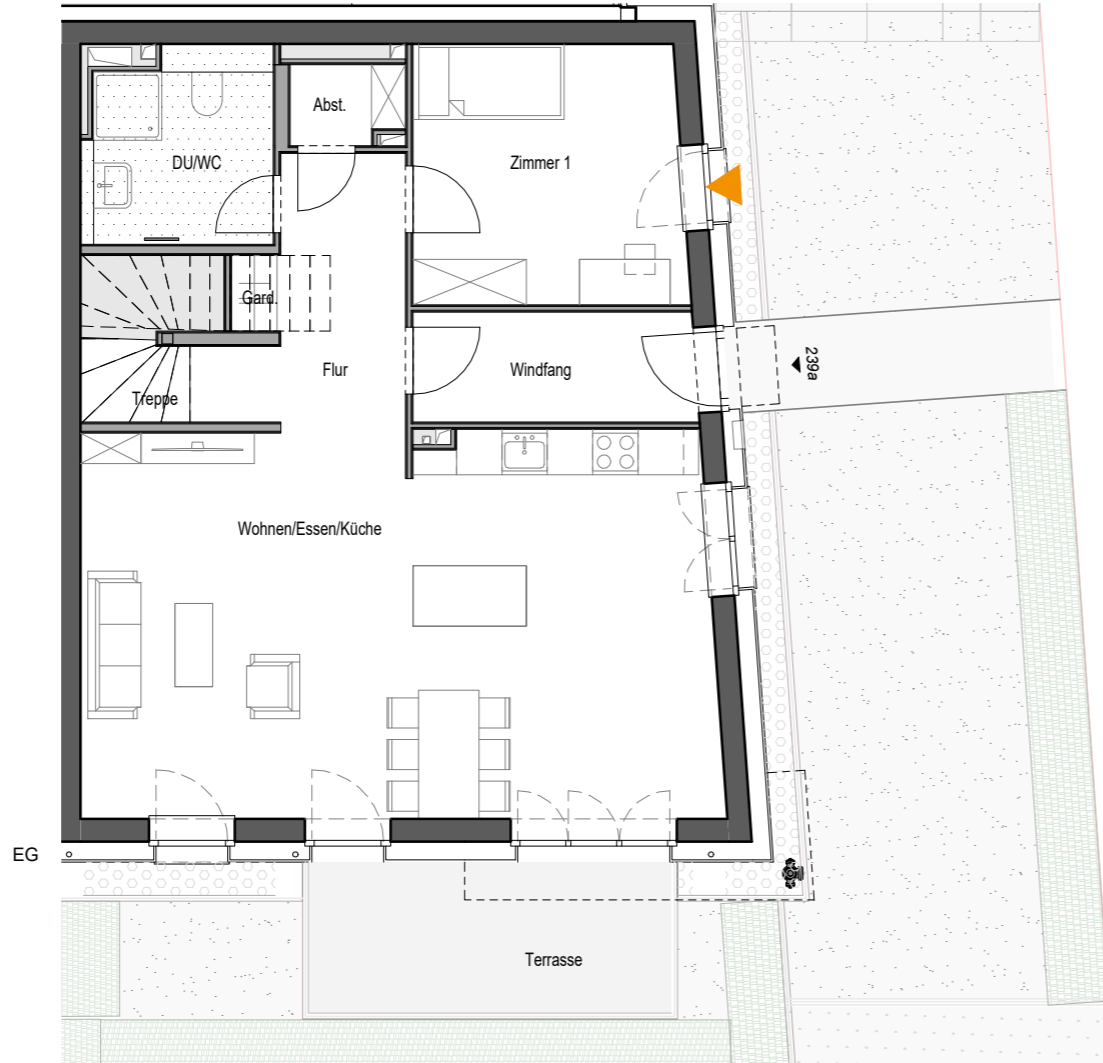 Abst.
DU/WC
Zimmer 1
Gard.
Flur
Windfang
239a
Treppe
Wohnen/Essen/Küche
EG
Terrasse